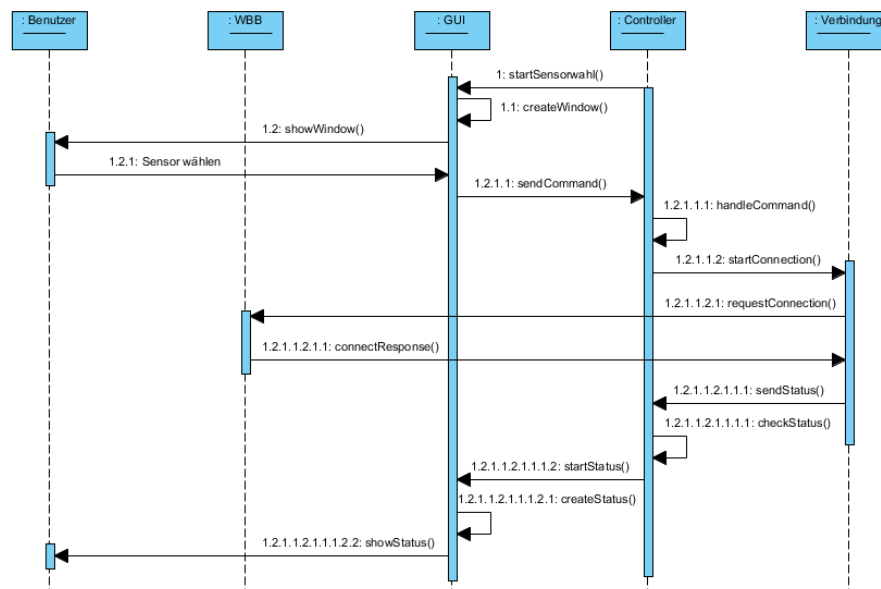 : Benutzer
: WBB
: GUI
: Controller
: Verbindung
1: startSensorwahl()
1.1: createWindow()
1.2: showWindow()
1.2.1: Sensor wählen
1.2.1.1: sendCommand()
1.2.1.1.1: handleCommand()
1.2.1.1.2: startConnection()
1.2.1.1.2.1: requestConnection()
1.2.1.1.2.1.1: connectResponse()
1.2.1.1.2.1.1.1: sendStatus()
1.2.1.1.2.1.1.1.1: checkStatus()
1.2.1.1.2.1.1.1.2: startStatus()
1.2.1.1.2.1.1.1.2.1: createStatus()
1.2.1.1.2.1.1.1.2.2: showStatus()